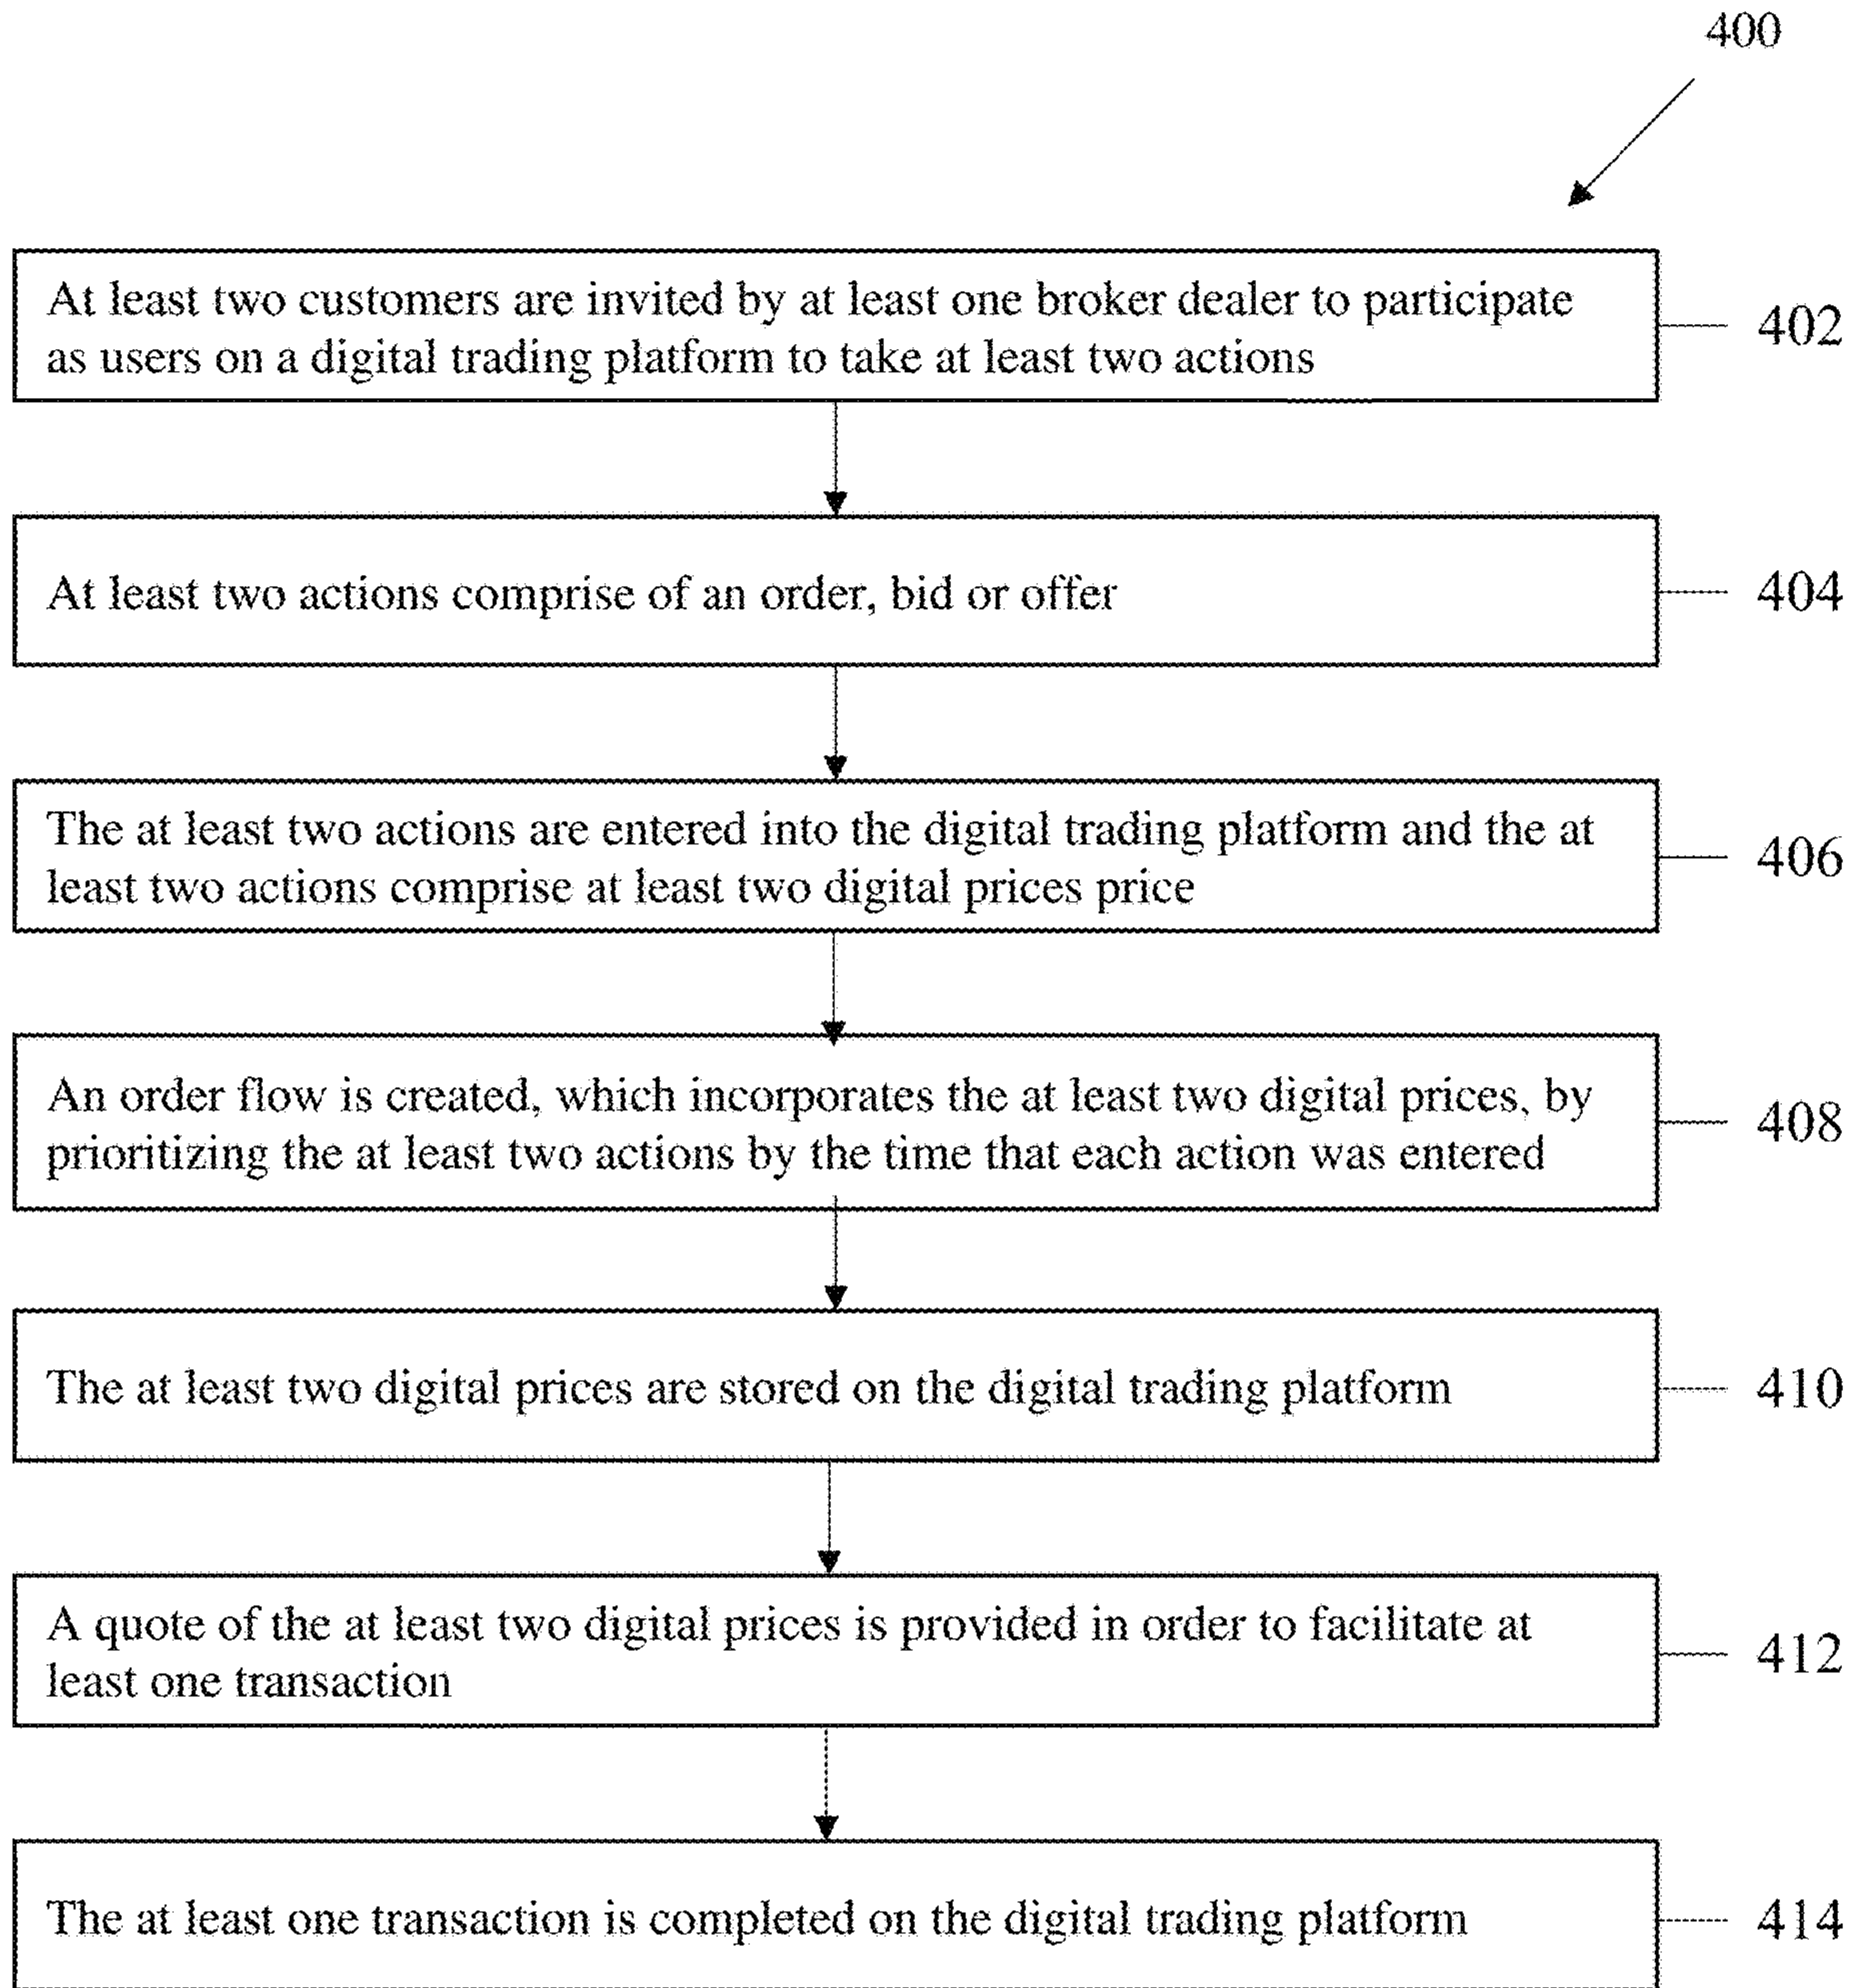 400
At least two customers are invited by at least one broker dealer to participate
as users on a digital trading platform to take at least two actions
402
At least two actions comprise of an order, bid or offer
404
The at least two actions are entered into the digital trading platform and the at
least two actions comprise at least two digital prices price
406
An order flow is created, which incorporates the at least two digital prices, by
prioritizing the at least two actions by the time that each action was entered
408
The at least two digital prices are stored on the digital trading platform
410
A quote of the at least two digital prices is provided in order to facilitate at
least one transaction
412
The at least one transaction is completed on the digital trading platform
414